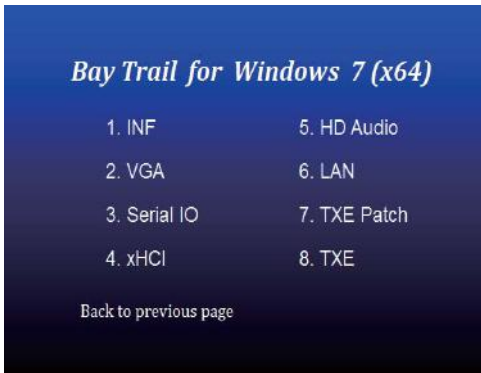 Bay Trail for Windows 7 (x64)
1. INF
2. VGA
3. Serial IO
4. xHCI
5. HD Audio
6. LAN
7. TXE Patch
8. TXE
Back to previous page